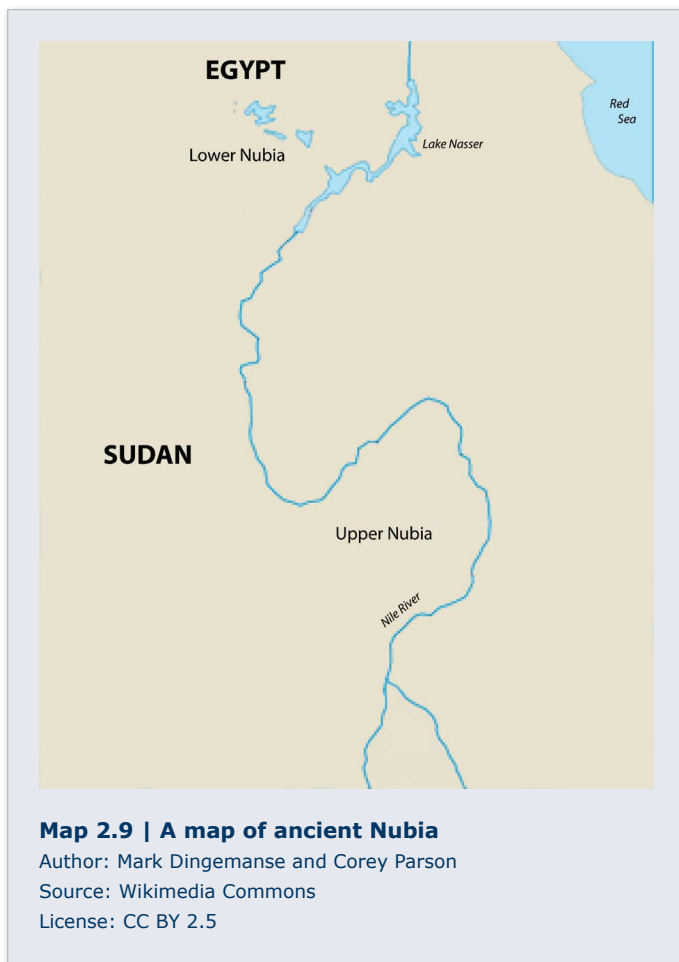 EGYPT
Red
Sea
Lake Nasser
Lower Nubia
SUDAN
Upper Nubia
Nile River
Map 2.9 | A map of ancient Nubia
Author: Mark Dingemanse and Corey Parson
Source: Wikimedia Commons
License: CC BY 2.5